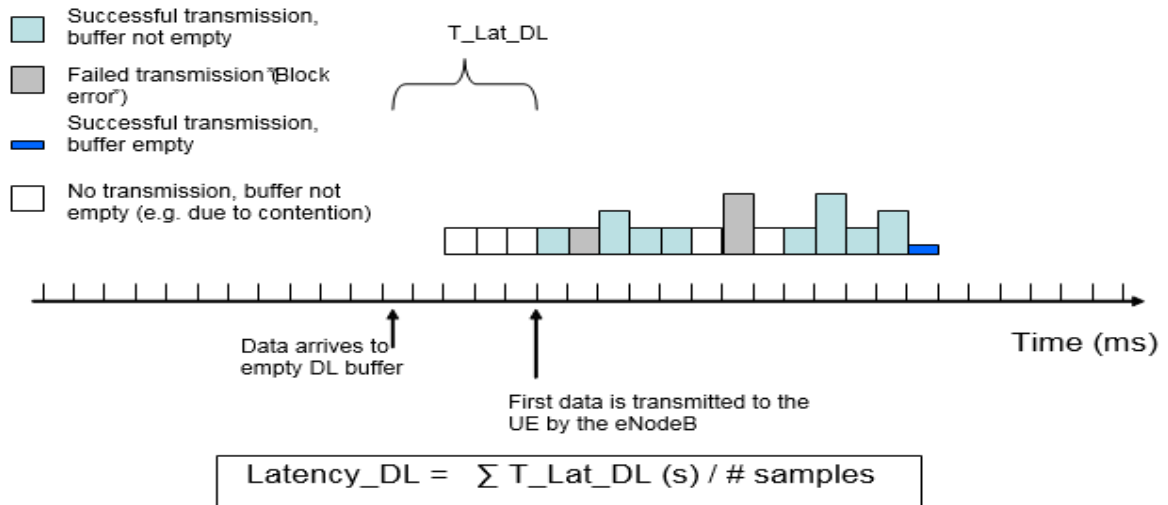 Successful transmission,
buffer not empty
Failed transmission ”(Block
error”)
Successful transmission,
buffer empty
No transmission, buffer not
empty (e.g. due to contention)
T_Lat_DL
Data arrives to
empty DL buffer
Time (ms)
First data is transmitted to the
UE by the eNodeB
Latency_DL = ∑ T_Lat_DL (s) / # samples